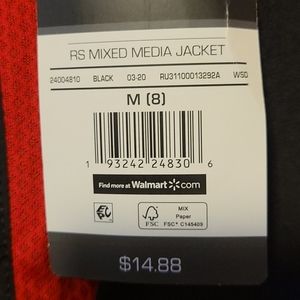 RS MIXED MEDIA JACKET
24004810 BLACK 03-20 RU31100013292A WSD
M (8)
1 93242 24830 6
Find more at Walmart.com
FSC
MIX
Paper
FSC® C145409
$14.88